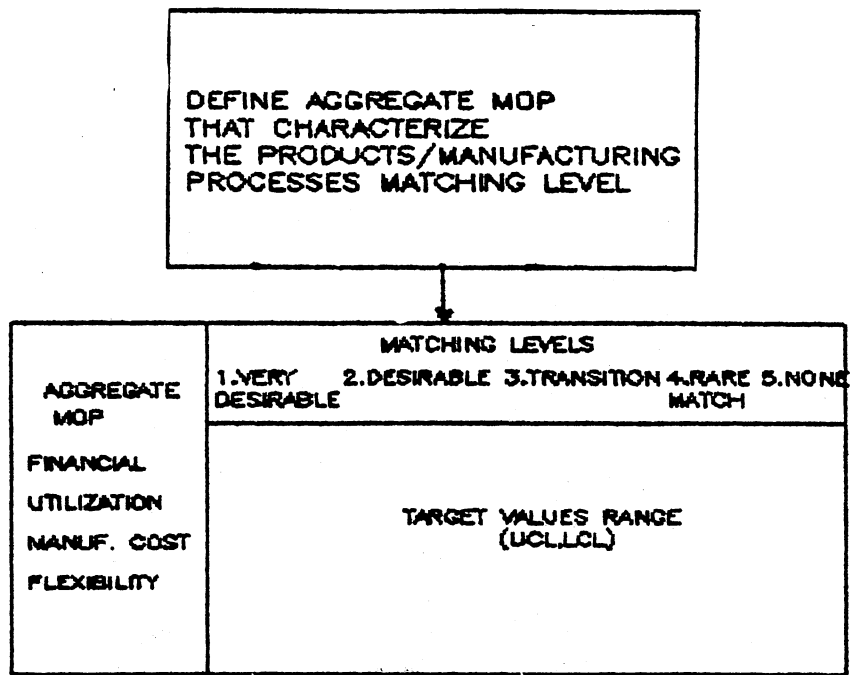 DEFINE AGGREGATE MOP
THAT CHARACTERIZE
THE PRODUCTS/MANUFACTURING
PROCESSES MATCHING LEVEL
MATCHING LEVELS
1.VERY DESIRABLE 2.DESIRABLE 3.TRANSITION 4.RARE MATCH 5.NONE
AGGREGATE
MOP
FINANCIAL
UTILIZATION
MANUF. COST
FLEXIBILITY
TARGET VALUES RANGE
(UCL,LCL)